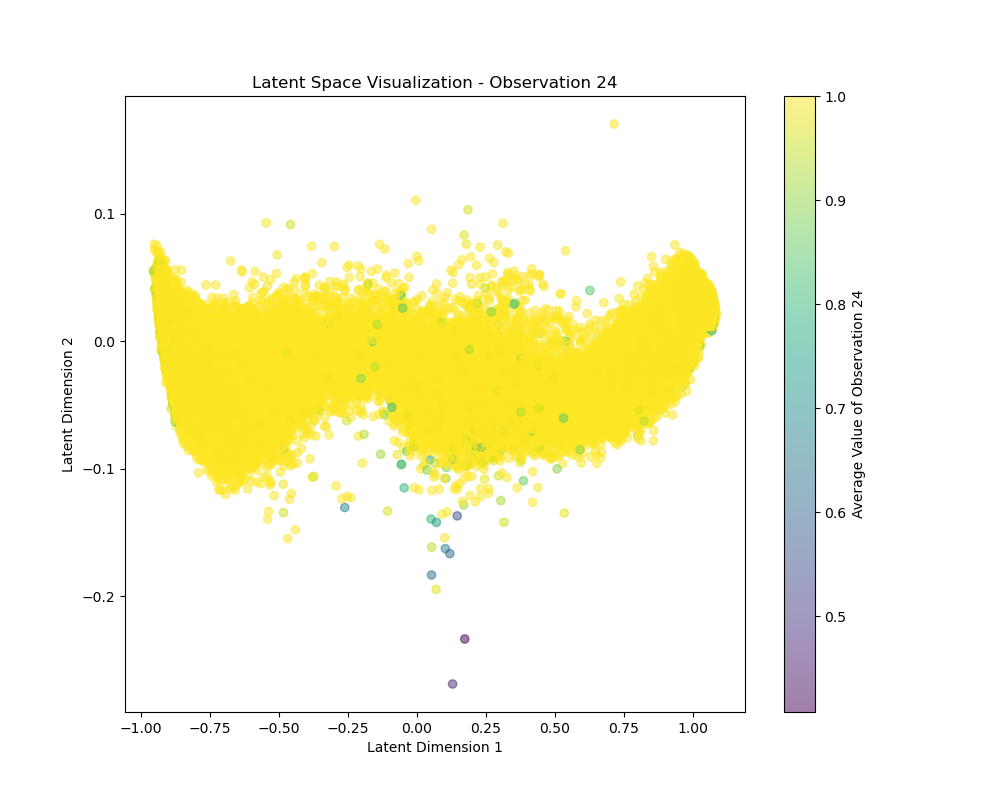 Latent Space Visualization - Observation 24
1.0
0.9
0.8
0.7
0.6
0.5
Average Value of Observation 24
0.1
0.0
−0.1
−0.2
Latent Dimension 2
−1.00 −0.75 −0.50 −0.25 0.00 0.25 0.50 0.75 1.00
Latent Dimension 1